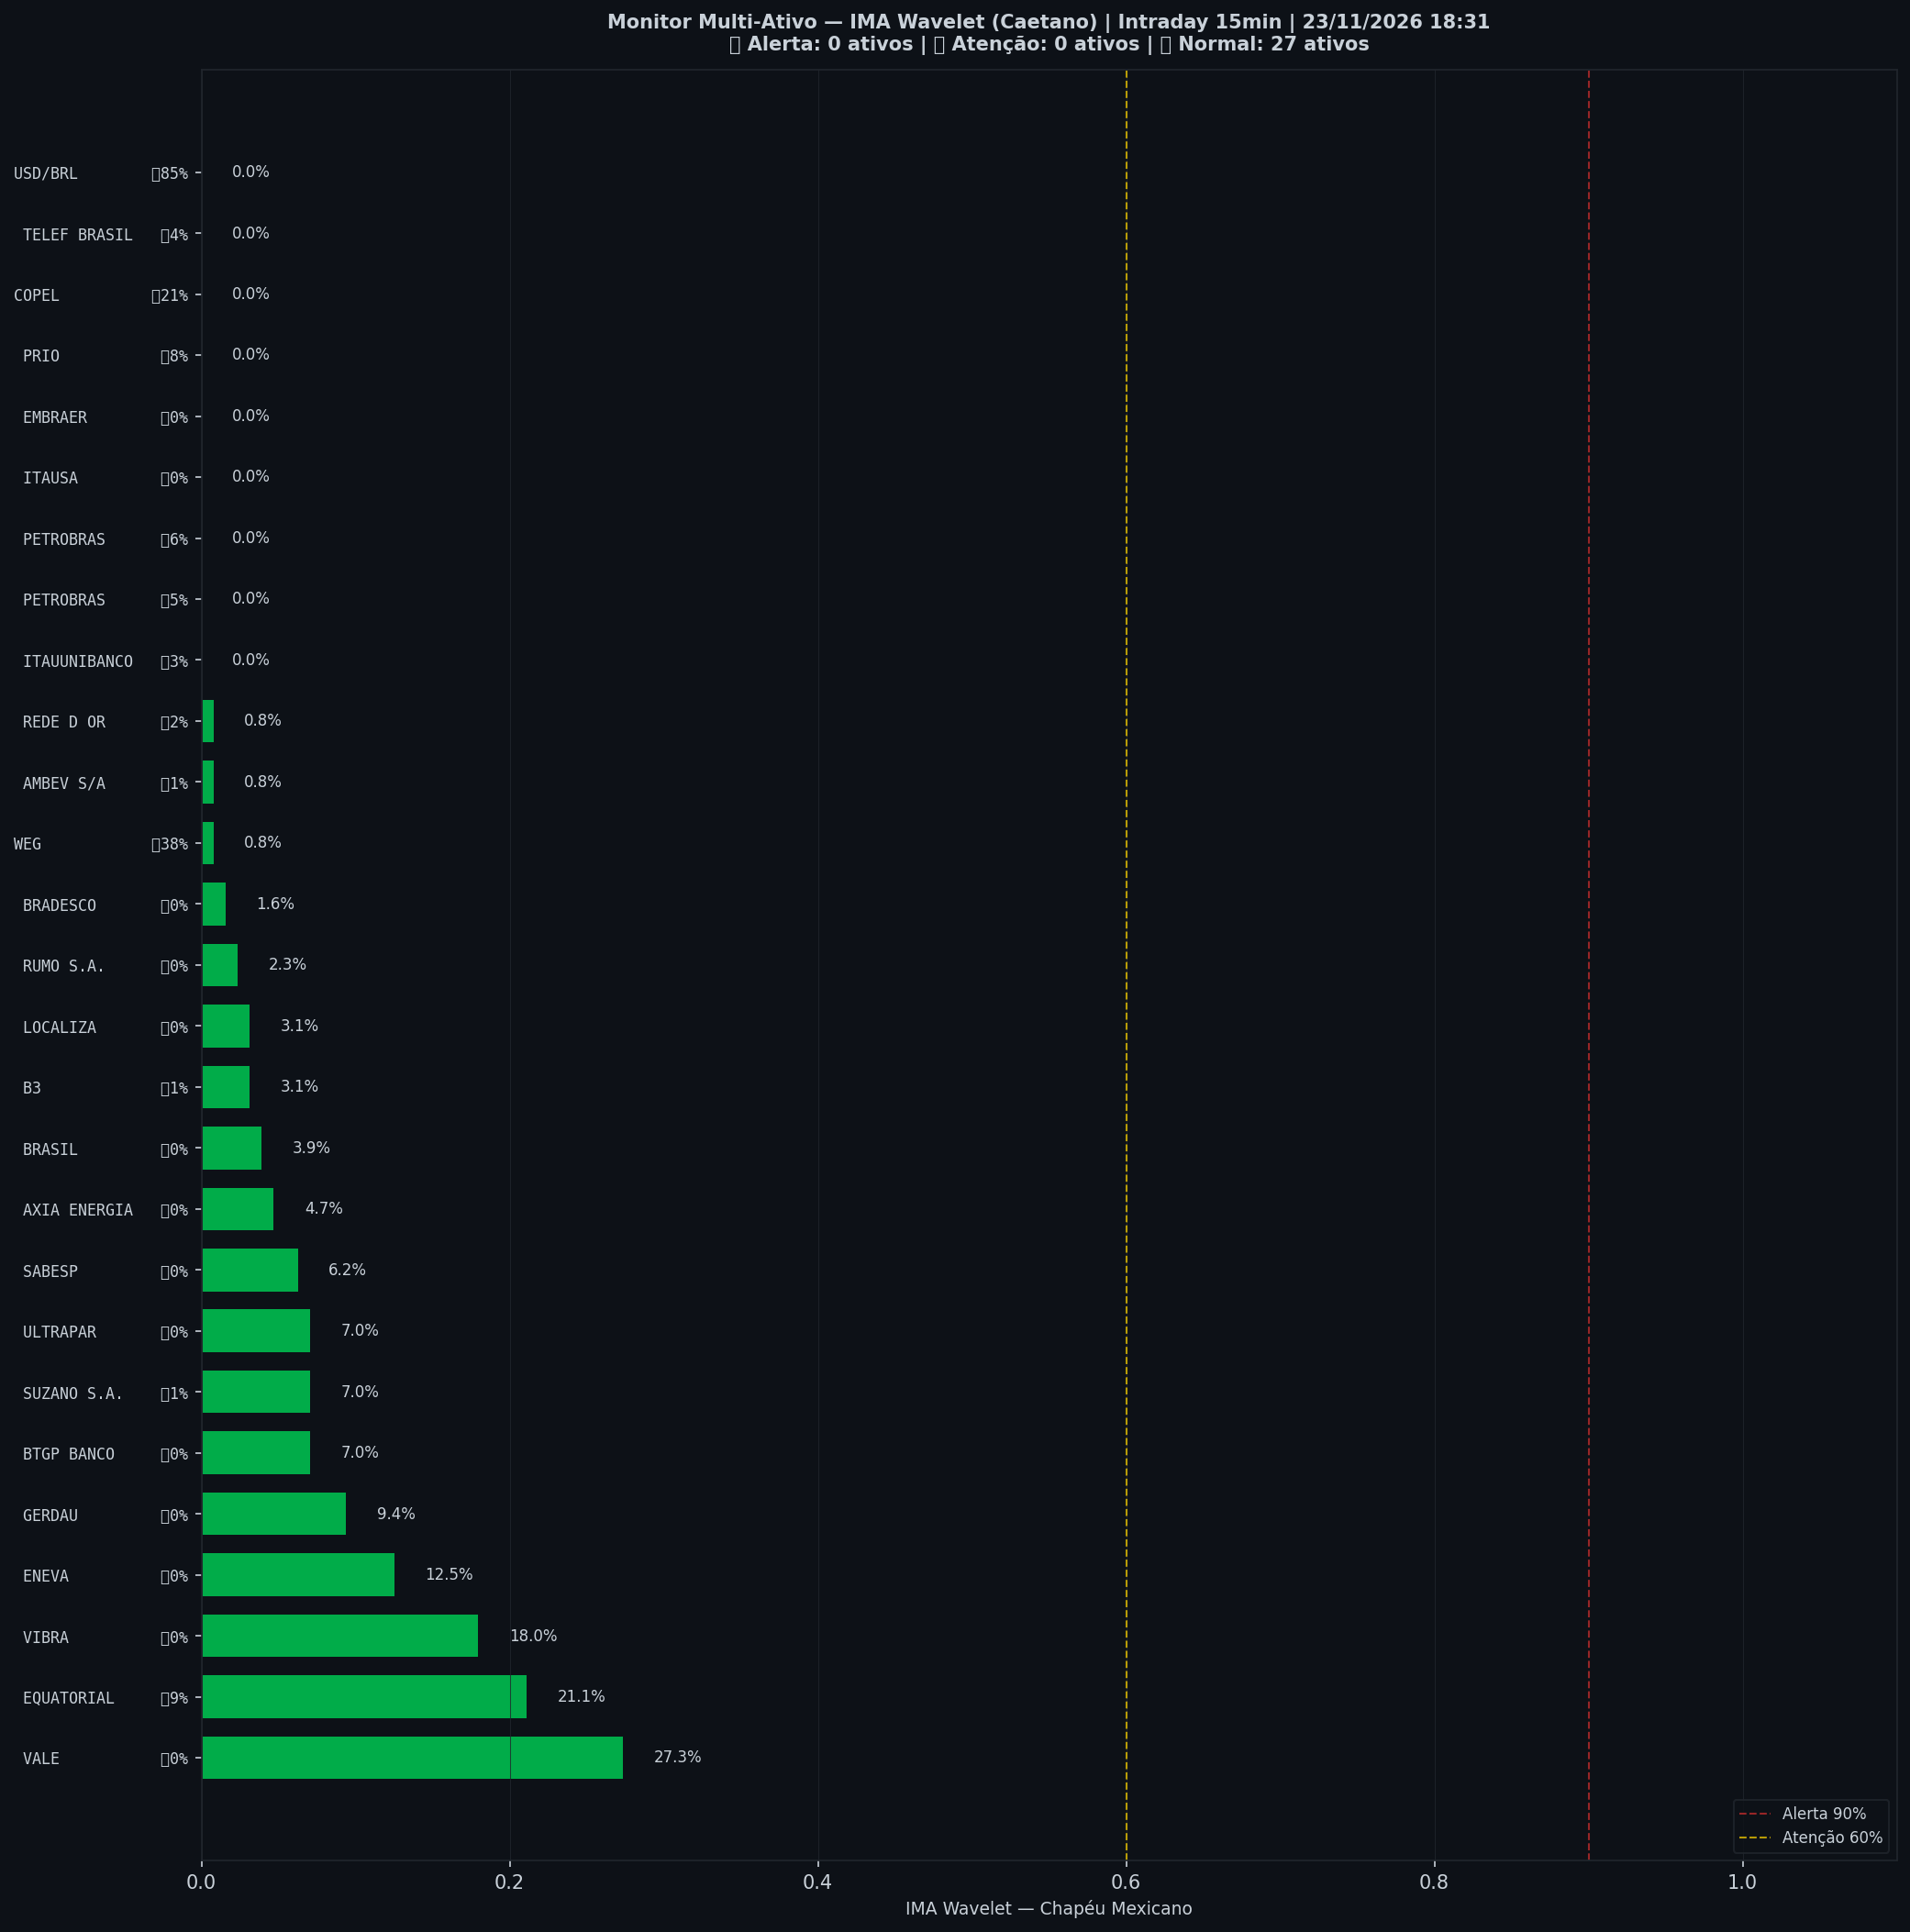 Monitor Multi-Ativo — IMA Wavelet (Caetano) | Intraday 15min | 23/11/2026 18:31
▯ Alerta: 0 ativos | ▯ Atenção: 0 ativos | ▯ Normal: 27 ativos
USD/BRL ▯85% 0.0%
TELEF BRASIL ▯4% 0.0%
COPEL ▯21% 0.0%
PRIO ▯8% 0.0%
EMBRAER ▯0% 0.0%
ITAUSA ▯0% 0.0%
PETROBRAS ▯6% 0.0%
PETROBRAS ▯5% 0.0%
ITAUUNIBANCO ▯3% 0.0%
REDE D OR ▯2% 0.8%
AMBEV S/A ▯1% 0.8%
WEG ▯38% 0.8%
BRADESCO ▯0% 1.6%
RUMO S.A. ▯0% 2.3%
LOCALIZA ▯0% 3.1%
B3 ▯1% 3.1%
BRASIL ▯0% 3.9%
AXIA ENERGIA ▯0% 4.7%
SABESP ▯0% 6.2%
ULTRAPAR ▯0% 7.0%
SUZANO S.A. ▯1% 7.0%
BTGP BANCO ▯0% 7.0%
GERDAU ▯0% 9.4%
ENEVA ▯0% 12.5%
VIBRA ▯0% 18.0%
EQUATORIAL ▯9% 21.1%
VALE ▯0% 27.3%
Alerta 90%
Atenção 60%
0.0 0.2 0.4 0.6 0.8 1.0
IMA Wavelet — Chapéu Mexicano